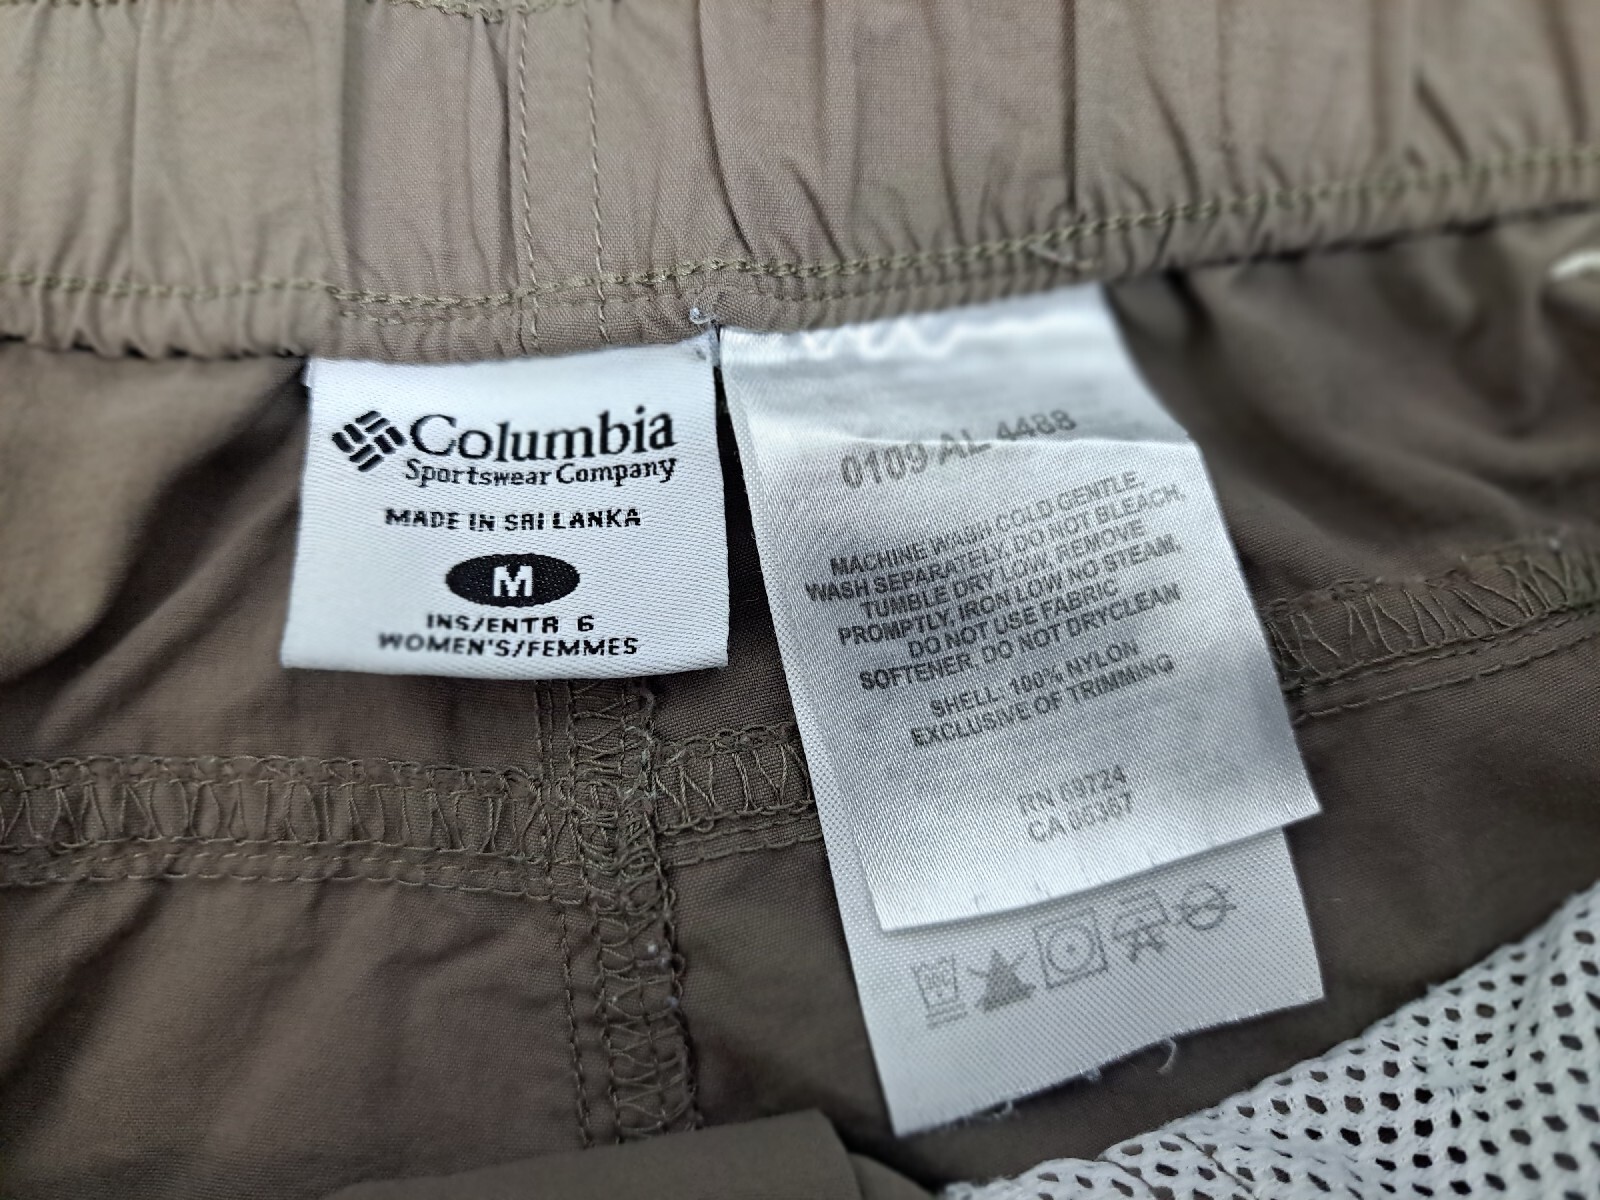 Columbia
Sportswear Company
MADE IN SRI LANKA
M
INS/ENTR 6
WOMEN'S/FEMMES
0109 AL 4488
MACHINE WASH COLD GENTLE,
WASH SEPARATELY, DO NOT BLEACH,
TUMBLE DRY LOW, REMOVE
PROMPTLY, IRON LOW NO STEAM,
DO NOT USE FABRIC
SOFTENER, DO NOT DRYCLEAN
SHELL: 100% NYLON
EXCLUSIVE OF TRIMMING
RN 69724
CA 05367